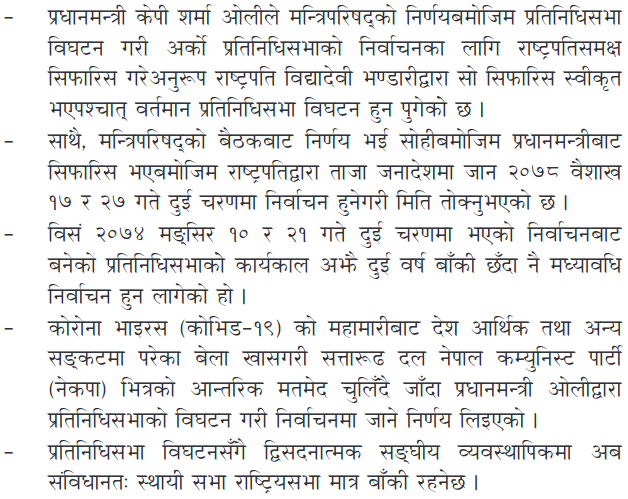 – प्रधानमन्त्री केपी शर्मा ओलीले मन्त्रिपरिषद्को निर्णयबमोजिम प्रतिनिधिसभा
विघटन गरी अर्को प्रतिनिधिसभाको निर्वाचनका लागि राष्ट्रपतिसमक्ष
सिफारिस गरेअनुरूप राष्ट्रपति विद्यादेवी भण्डारीद्वारा सो सिफारिस स्वीकृत
भएपश्चात् वर्तमान प्रतिनिधिसभा विघटन हुन पुगेको छ ।
– साथै, मन्त्रिपरिषद्को बैठकबाट निर्णय भई सोहीबमोजिम प्रधानमन्त्रीबाट
सिफारिस भएबमोजिम राष्ट्रपतिद्वारा ताजा जनादेशमा जान २०७८ वैशाख
१७ र २७ गते दुई चरणमा निर्वाचन हुनेगरी मिति तोक्नुभएको छ ।
– विसं २०७४ मङ्सिर १० र २१ गते दुई चरणमा भएको निर्वाचनबाट
बनेको प्रतिनिधिसभाको कार्यकाल अझै दुई वर्ष बाँकी छँदा नै मध्यावधि
निर्वाचन हुन लागेको हो ।
– कोरोना भाइरस (कोभिड-१९) को महामारीबाट देश आर्थिक तथा अन्य
सङ्कटमा परेका बेला खासगरी सत्तारूढ दल नेपाल कम्युनिस्ट पार्टी
(नेकपा) भित्रको आन्तरिक मतमेद चुलिँदै जाँदा प्रधानमन्त्री ओलीद्वारा
प्रतिनिधिसभाको विघटन गरी निर्वाचनमा जाने निर्णय लिइएको ।
– प्रतिनिधिसभा विघटनसँगै द्विसदनात्मक सङ्घीय व्यवस्थापिकमा अब
संविधानतः स्थायी सभा राष्ट्रियसभा मात्र बाँकी रहनेछ ।